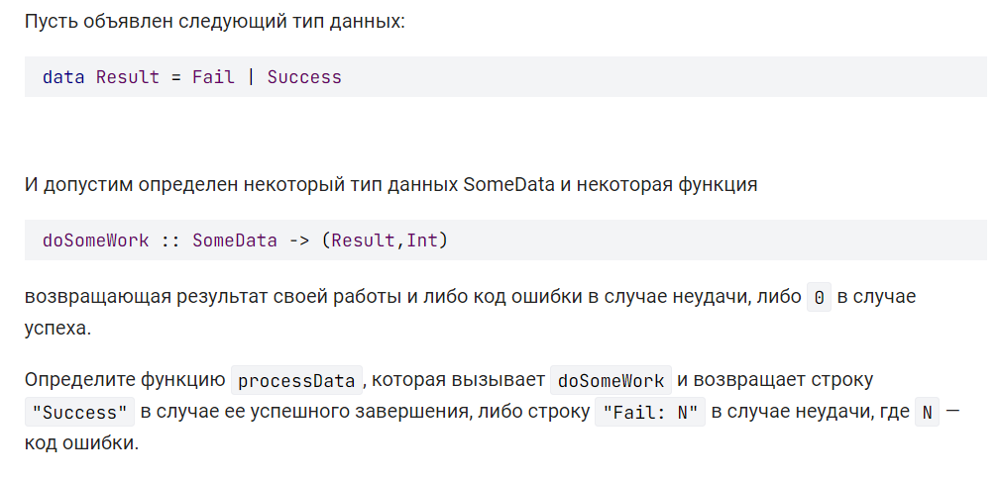 Пусть объявлен следующий тип данных:
data Result = Fail | Success
И допустим определен некоторый тип данных SomeData и некоторая функция
doSomeWork :: SomeData -> (Result,Int)
возвращающая результат своей работы и либо код ошибки в случае неудачи, либо 0 в случае
успеха.
Определите функцию processData, которая вызывает doSomeWork и возвращает строку
"Success" в случае ее успешного завершения, либо строку "Fail: N" в случае неудачи, где N —
код ошибки.